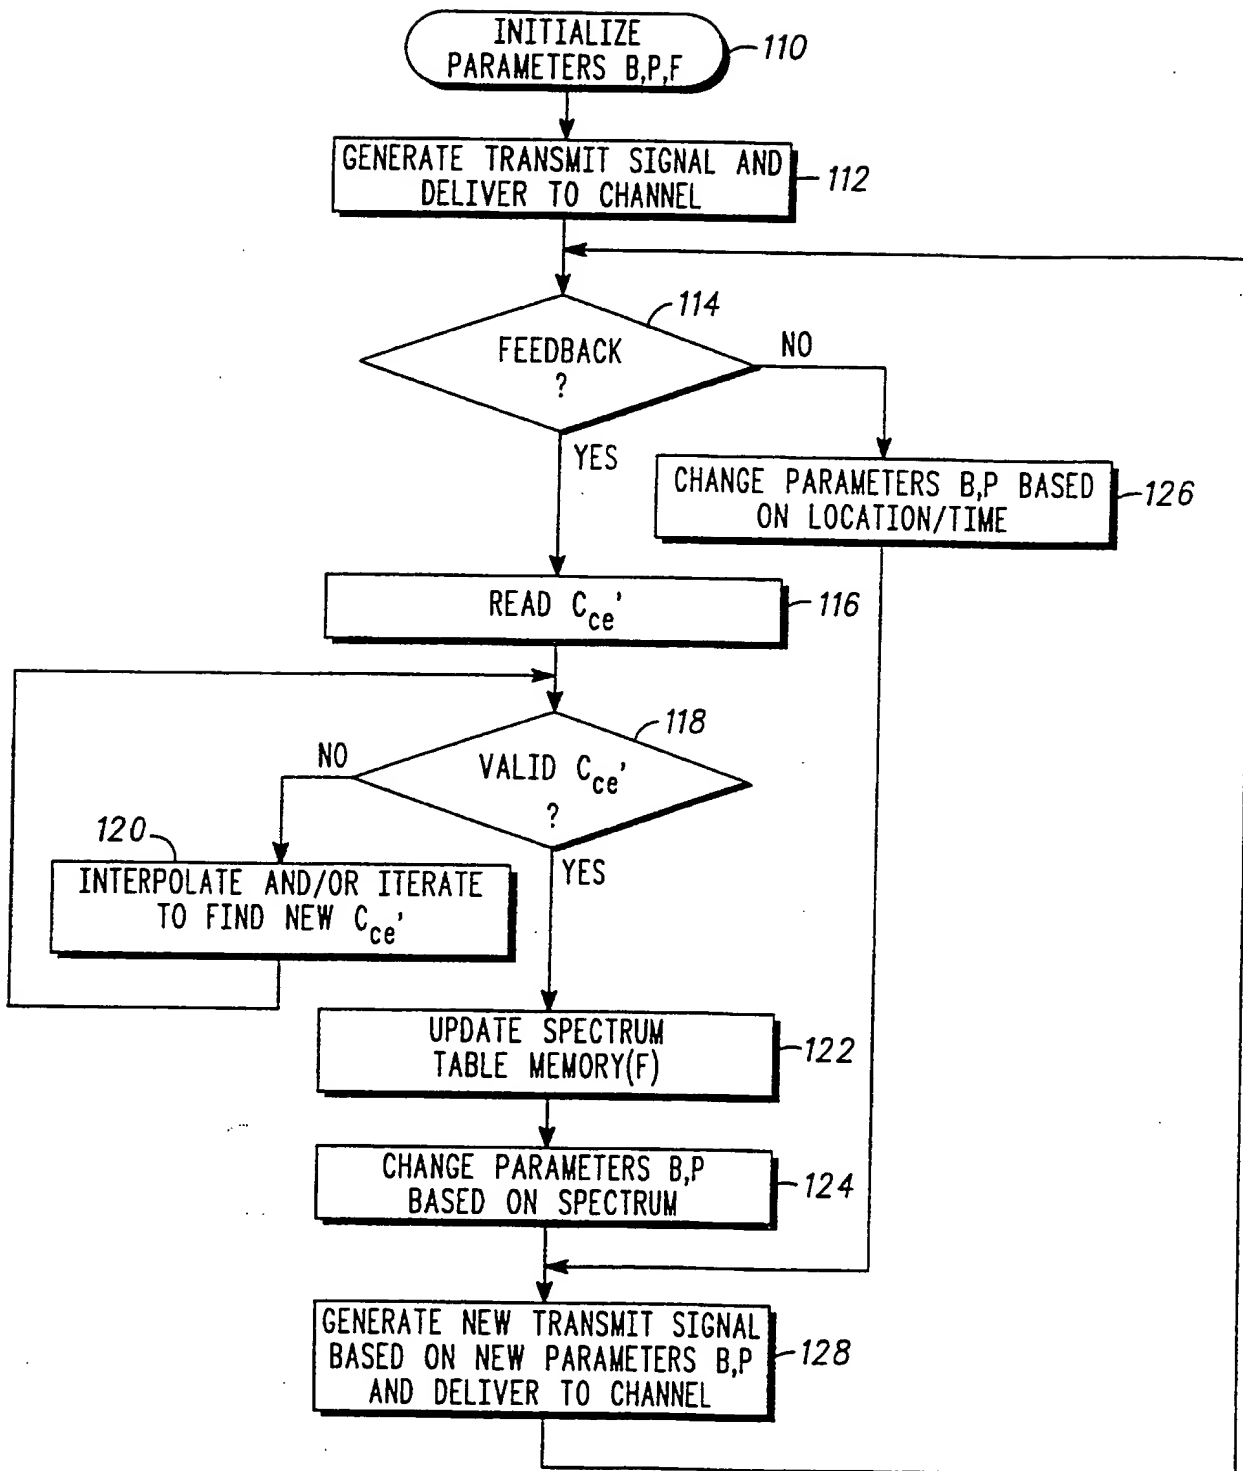 INITIALIZE
PARAMETERS B,P,F
110
GENERATE TRANSMIT SIGNAL AND
DELIVER TO CHANNEL
112
114
FEEDBACK
?
NO
YES
CHANGE PARAMETERS B,P BASED
ON LOCATION/TIME
126
READ Cce'
116
118
VALID Cce'
?
NO
YES
120
INTERPOLATE AND/OR ITERATE
TO FIND NEW Cce'
UPDATE SPECTRUM
TABLE MEMORY(F)
122
CHANGE PARAMETERS B,P
BASED ON SPECTRUM
124
GENERATE NEW TRANSMIT SIGNAL
BASED ON NEW PARAMETERS B,P
AND DELIVER TO CHANNEL
128